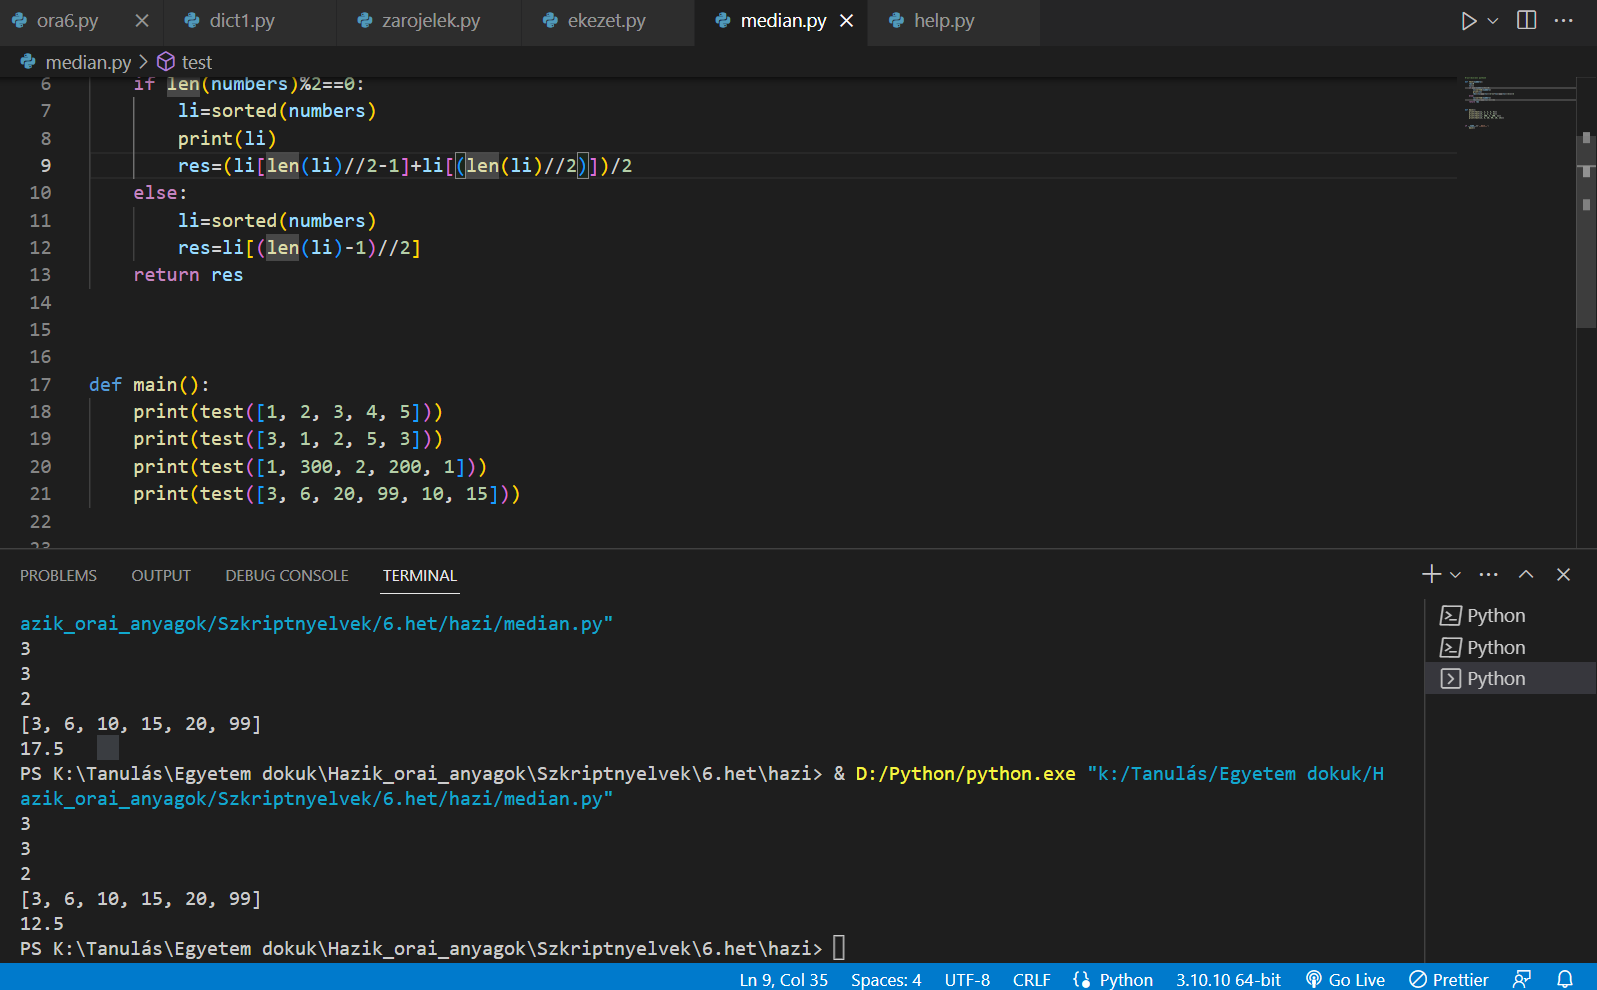 ora6.py dict1.py zarojelek.py ekezet.py median.py help.py
median.py > test
6 if len(numbers)%2==0:
7 li=sorted(numbers)
8 print(li)
9 res=(li[len(li)//2-1]+li[(len(li)//2)])/2
10 else:
11 li=sorted(numbers)
12 res=li[(len(li)-1)//2]
13 return res
14
15
16
17 def main():
18 print(test([1, 2, 3, 4, 5]))
19 print(test([3, 1, 2, 5, 3]))
20 print(test([1, 300, 2, 200, 1]))
21 print(test([3, 6, 20, 99, 10, 15]))
22
23
PROBLEMS OUTPUT DEBUG CONSOLE TERMINAL
azik_orai_anyagok/Szkriptnyelvek/6.het/hazi/median.py"
3
3
2
[3, 6, 10, 15, 20, 99]
17.5
PS K:\Tanulás\Egyetem dokuk\Hazik_orai_anyagok\Szkriptnyelvek\6.het\hazi> & D:/Python/python.exe "k:/Tanulás/Egyetem dokuk/H
azik_orai_anyagok/Szkriptnyelvek/6.het/hazi/median.py"
3
3
2
[3, 6, 10, 15, 20, 99]
12.5
PS K:\Tanulás\Egyetem dokuk\Hazik_orai_anyagok\Szkriptnyelvek\6.het\hazi>
Python
Python
Python
Ln 9, Col 35 Spaces: 4 UTF-8 CRLF Python 3.10.10 64-bit Go Live Prettier